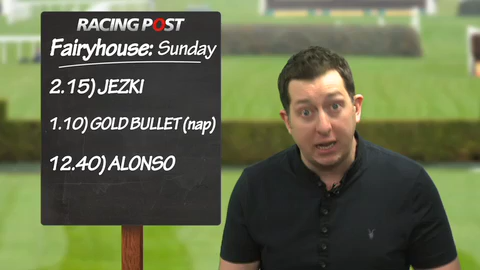 RACING POST
Fairyhouse: Sunday
2.15) JEZKI
1.10) GOLD BULLET (nap)
12.40) ALONSO